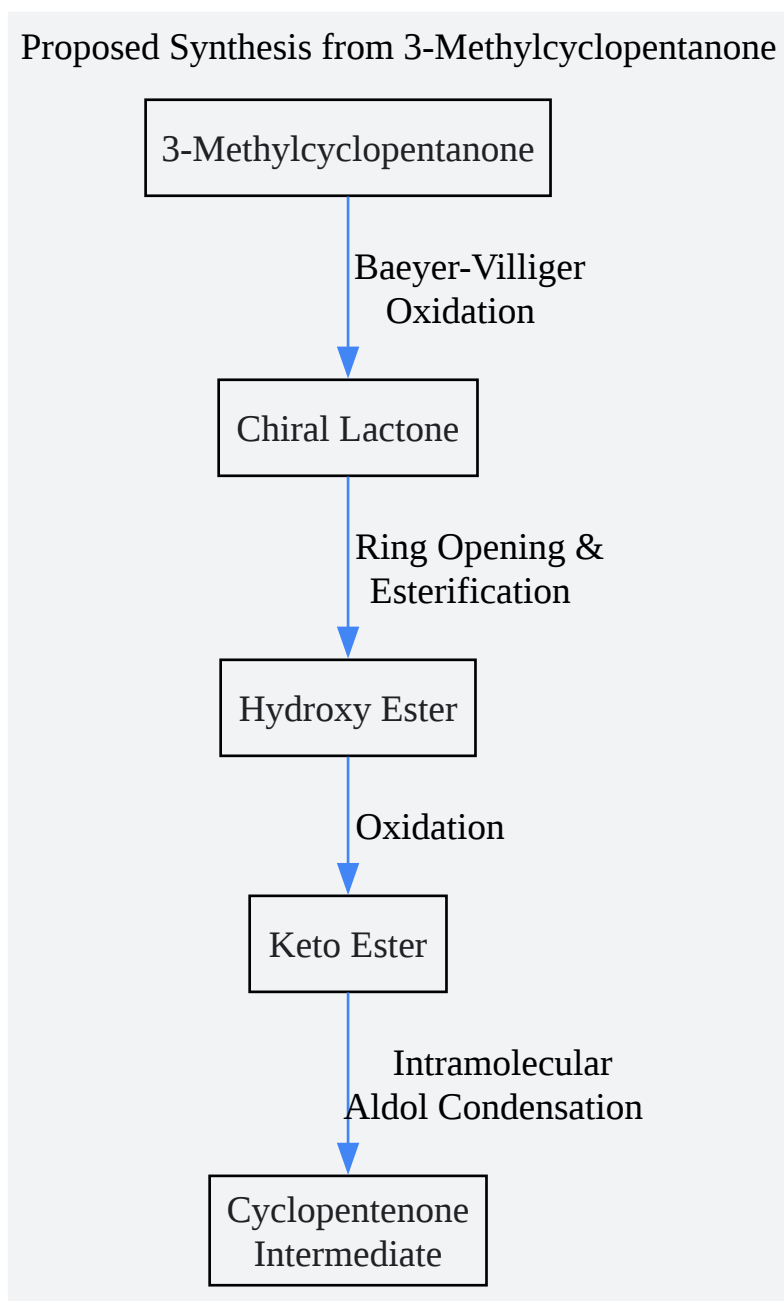 Proposed Synthesis from 3-Methylcyclopentanone
3-Methylcyclopentanone
Baeyer-Villiger
Oxidation
Chiral Lactone
Ring Opening &
Esterification
Hydroxy Ester
Oxidation
Keto Ester
Intramolecular
Aldol Condensation
Cyclopentenone
Intermediate